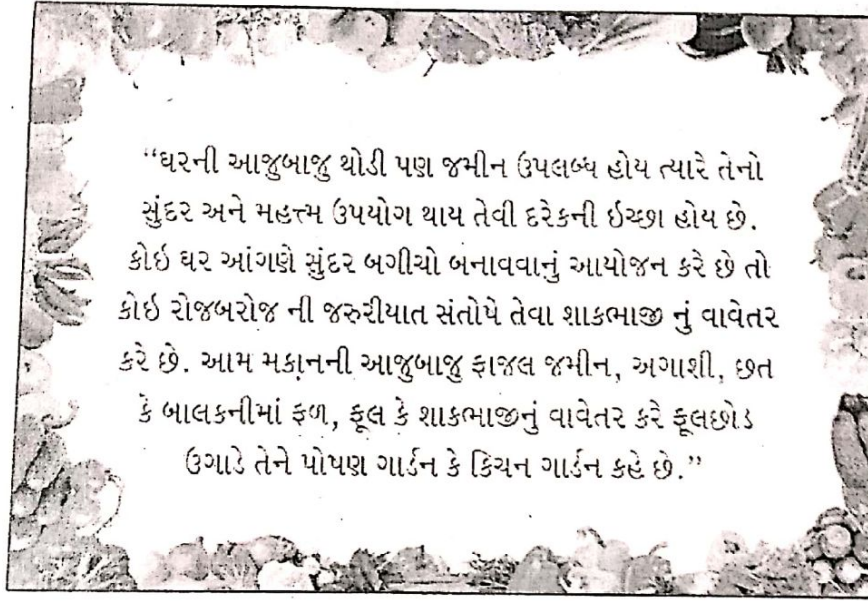 “ઘરની આજુબાજુ થોડી પણ જમીન ઉપલબ્ધ હોય ત્યારે તેનો
સુંદર અને મહત્ત્મ ઉપયોગ થાય તેવી દરેકની ઇચ્છા હોય છે.
કોઇ ઘર આંગણે સુંદર બગીચો બનાવવાનું આયોજન કરે છે તો
કોઇ રોજબરોજ ની જરુરીયાત સંતોષે તેવા શાકભાજી નું વાવેતર
કરે છે. આમ મકાનની આજુબાજુ ફાજલ જમીન, અગાશી, છત
કે બાલકનીમાં ફળ, ફૂલ કે શાકભાજીનું વાવેતર કરે ફૂલછોડ
ઉગાડે તેને પોષણ ગાર્ડન કે કિચન ગાર્ડન કહે છે.”